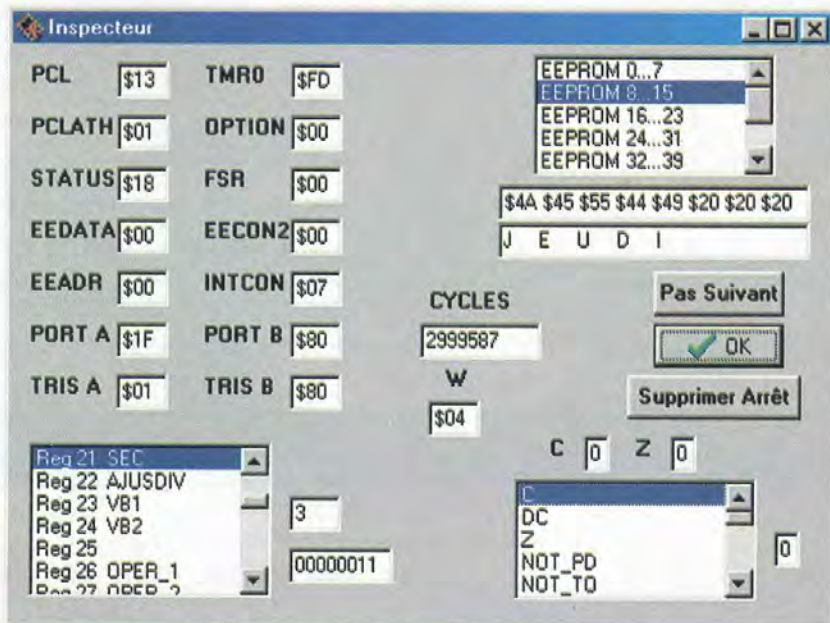 Inspecteur
PCL $13 TMR0 $FD
PCLATH $01 OPTION $00
STATUS $18 FSR $00
EEDATA $00 EECON2 $00
EEADR $00 INTCON $07
PORT A $1F PORT B $80
TRIS A $01 TRIS B $80
EEPROM 0...7
EEPROM 8...15
EEPROM 16...23
EEPROM 24...31
EEPROM 32...39
$4A $45 $55 $44 $49 $20 $20 $20
J E U D I
CYCLES
2999587
W
$04
Pas Suivant
OK
Supprimer Arrêt
C 0 Z 0
Reg 21 SEC
Reg 22 AJUSDIV
Reg 23 VB1
Reg 24 VB2
Reg 25
Reg 26 OPER_1
Reg 27 OPER_2
3
00000011
C
DC
Z
NOT_PD
NOT_TO
0